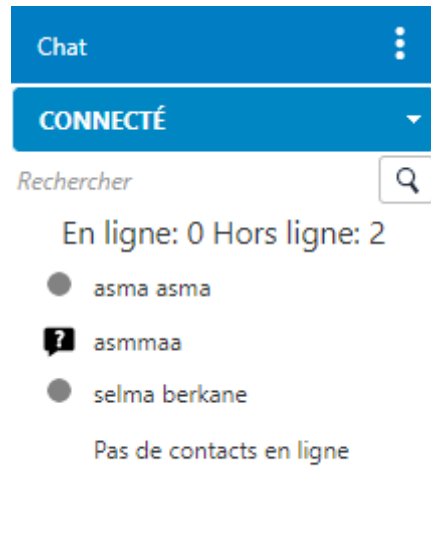 Chat
CONNECTÉ
Rechercher
En ligne: 0 Hors ligne: 2
asma asma
?
asmmaa
selma berkane
Pas de contacts en ligne